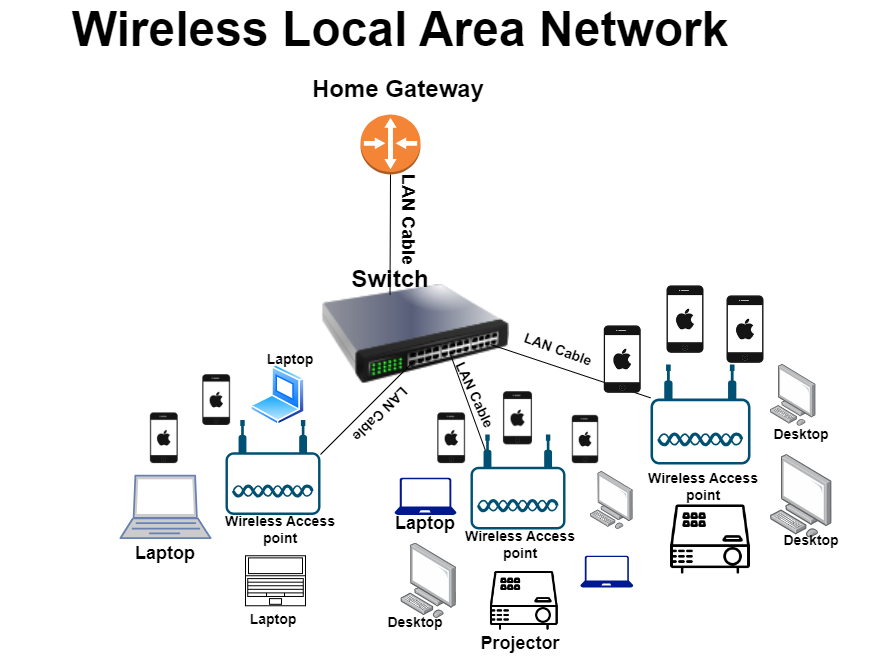 Wireless Local Area Network
Home Gateway
LAN Cable
Switch
LAN Cable
Laptop
LAN Cable
LAN Cable
Desktop
Wireless Access
point
Laptop
Wireless Access
point
Wireless Access
point
Desktop
Laptop
Laptop
Desktop
Projector